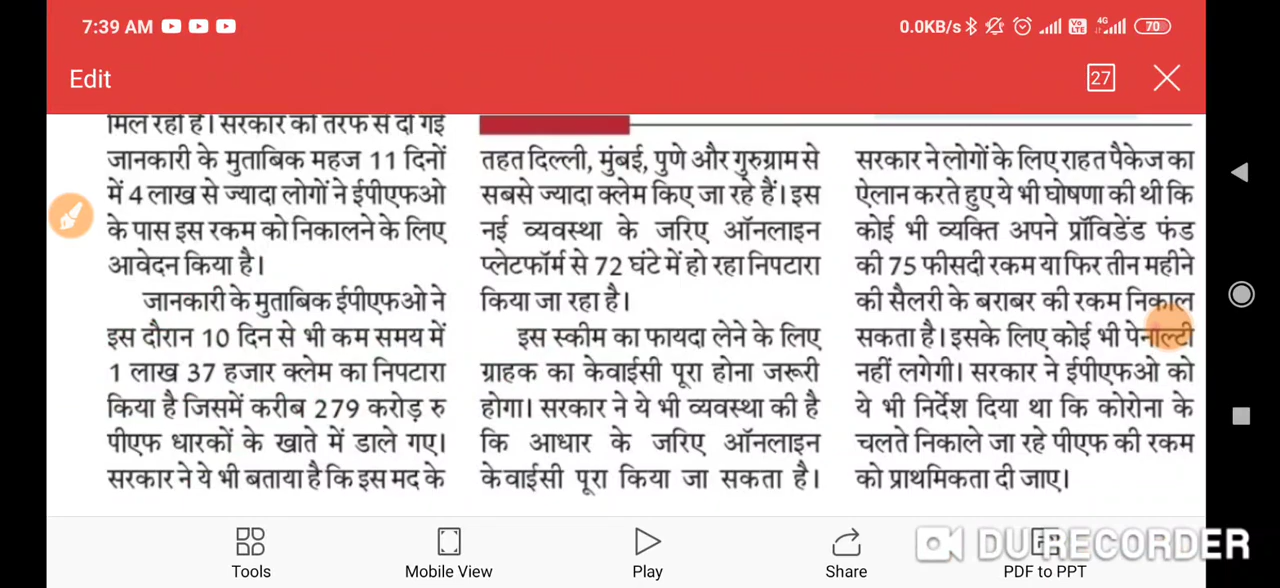 7:39 AM
0.0KB/s
Vo LTE
4G
70
Edit
27
मिल रही है। सरकार की तरफ से दी गई
जानकारी के मुताबिक महज 11 दिनों
में 4 लाख से ज्यादा लोगों ने ईपीएफओ
के पास इस रकम को निकालने के लिए
आवेदन किया है।
जानकारी के मुताबिक ईपीएफओ ने
इस दौरान 10 दिन से भी कम समय में
1 लाख 37 हजार क्लेम का निपटारा
किया है जिसमें करीब 279 करोड़ रु
पीएफ धारकों के खाते में डाले गए।
सरकार ने ये भी बताया है कि इस मद के
तहत दिल्ली, मुंबई, पुणे और गुरुग्राम से
सबसे ज्यादा क्लेम किए जा रहे हैं। इस
नई व्यवस्था के जरिए ऑनलाइन
प्लेटफॉर्म से 72 घंटे में हो रहा निपटारा
किया जा रहा है।
इस स्कीम का फायदा लेने के लिए
ग्राहक का केवाईसी पूरा होना जरूरी
होगा। सरकार ने ये भी व्यवस्था की है
कि आधार के जरिए ऑनलाइन
केवाईसी पूरा किया जा सकता है।
सरकार ने लोगों के लिए राहत पैकेज का
ऐलान करते हुए ये भी घोषणा की थी कि
कोई भी व्यक्ति अपने प्रॉविडेंड फंड
की 75 फीसदी रकम या फिर तीन महीने
की सैलरी के बराबर की रकम निकाल
सकता है। इसके लिए कोई भी पेनाल्टी
नहीं लगेगी। सरकार ने ईपीएफओ को
ये भी निर्देश दिया था कि कोरोना के
चलते निकाले जा रहे पीएफ की रकम
को प्राथमिकता दी जाए।
Tools
Mobile View
Play
Share
PDF to PPT
DU RECORDER